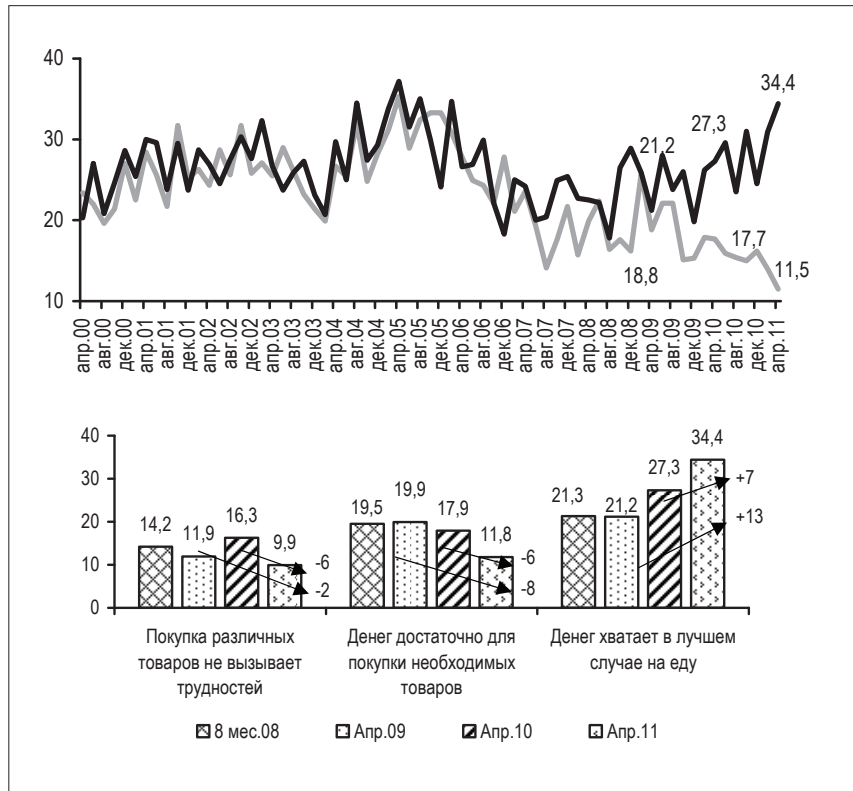 40
34,4
27,3
30
21,2
20
17,7
18,8
11,5
10
апр.00
авг.00
дек.00
апр.01
авг.01
дек.01
апр.02
авг.02
дек.02
апр.03
авг.03
дек.03
апр.04
авг.04
дек.04
апр.05
авг.05
дек.05
апр.06
авг.06
дек.06
апр.07
авг.07
дек.07
апр.08
авг.08
дек.08
апр.09
авг.09
дек.09
апр.10
авг.10
дек.10
апр.11
40
30
20
10
0
14,2
11,9
16,3
9,9
-6
-2
19,5
19,9
17,9
11,8
-6
-8
21,3
21,2
27,3
34,4
+7
+13
Покупка различных
товаров не вызывает
трудностей
Денег достаточно для
покупки необходимых
товаров
Денег хватает в лучшем
случае на еду
8 мес.08 Апр.09 Апр.10 Апр.11